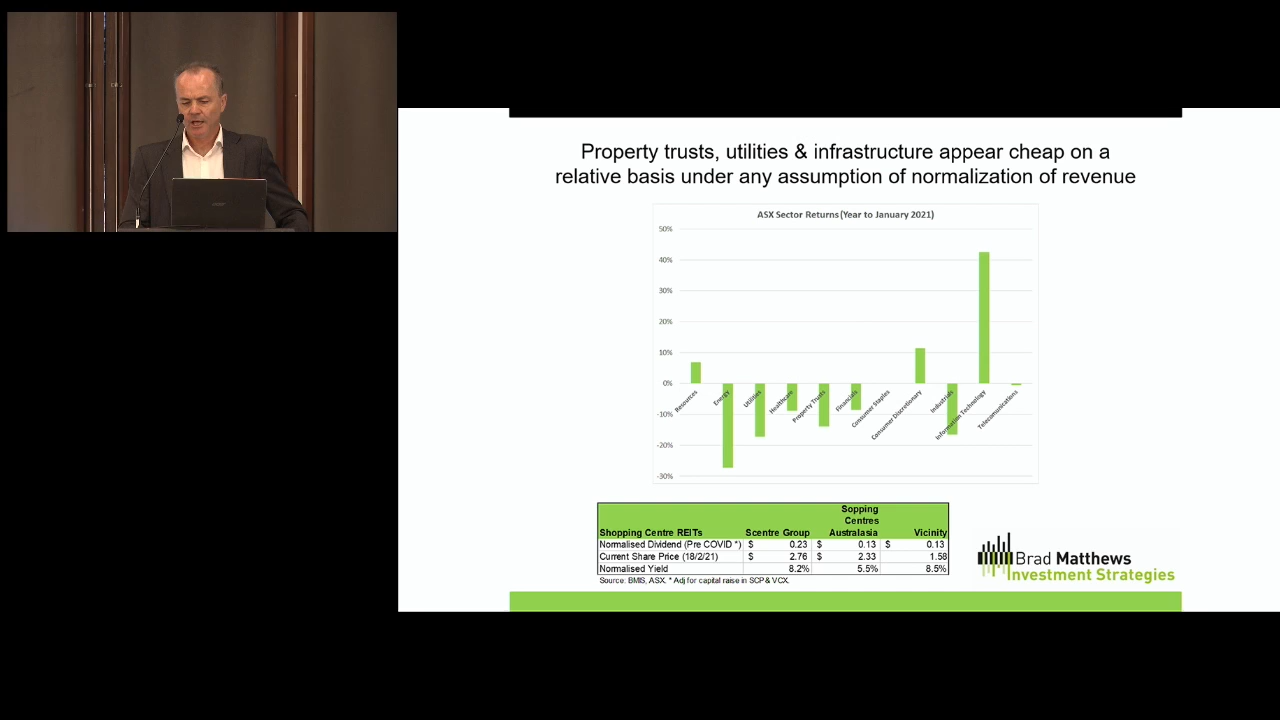 Property trusts, utilities & infrastructure appear cheap on a
relative basis under any assumption of normalization of revenue
ASX Sector Returns (Year to January 2021)
50%
40%
30%
20%
10%
0%
-10%
-20%
-30%
Resources
Energy
Utilities
Healthcare
Property Trusts
Financials
Consumer Staples
Consumer Discretionary
Industrials
Information Technology
Telecomunications
Sopping
Centres
Shopping Centre REITs Scentre Group Australasia Vicinity
Normalised Dividend (Pre COVID *) $ 0.23 $ 0.13 $ 0.13
Current Share Price (18/2/21) $ 2.76 $ 2.33 1.58
Normalised Yield 8.2% 5.5% 8.5%
Source: BMIS, ASX. * Adj for capital raise in SCP & VCX.
Brad Matthews
Investment Strategies